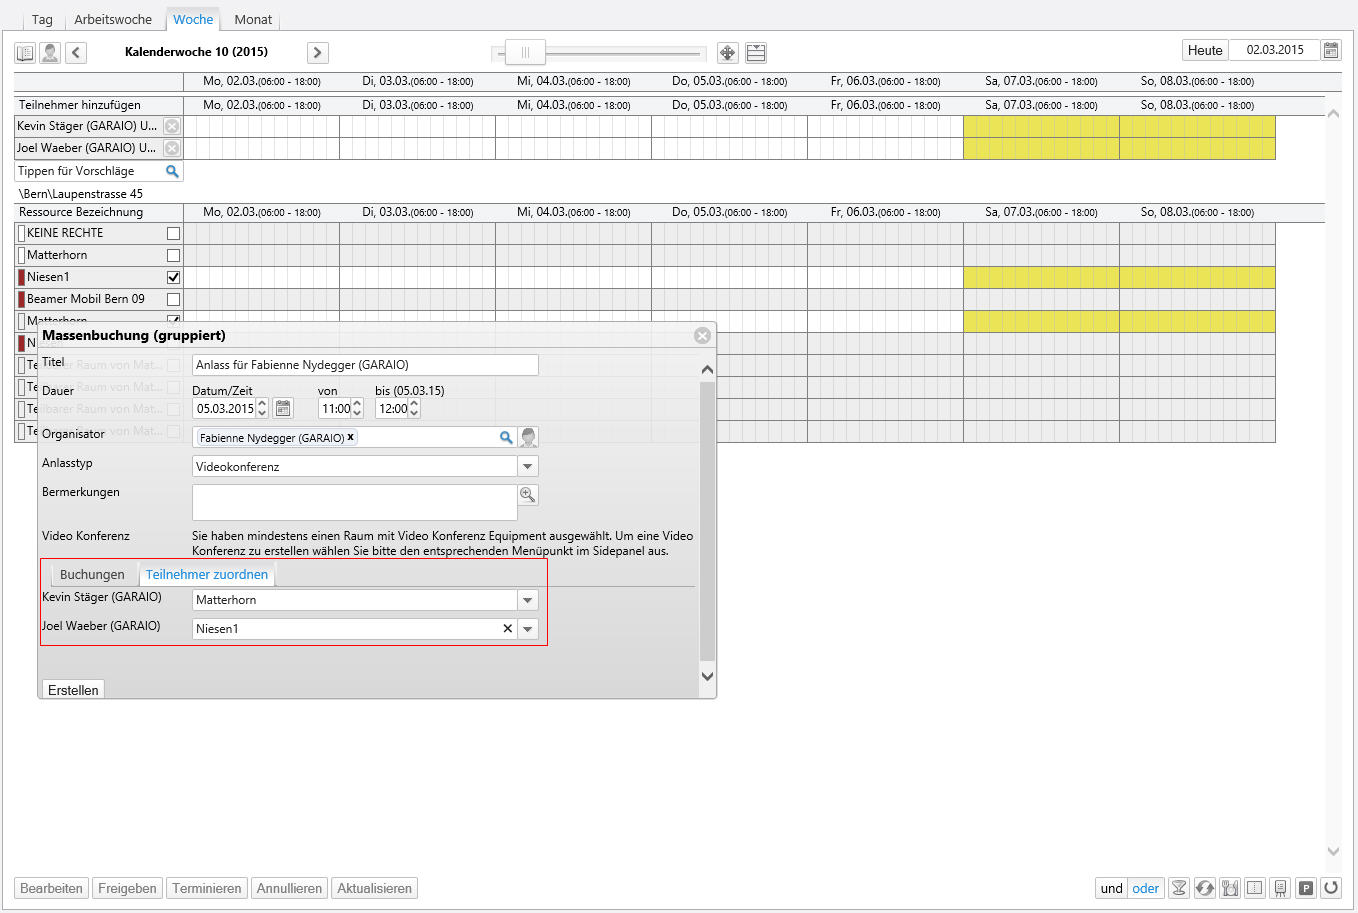 Tag Arbeitswoche Woche Monat
Kalenderwoche 10 (2015) Heute 02.03.2015
Mo, 02.03.(06:00 - 18:00) Di, 03.03.(06:00 - 18:00) Mi, 04.03.(06:00 - 18:00) Do, 05.03.(06:00 - 18:00) Fr, 06.03.(06:00 - 18:00) Sa, 07.03.(06:00 - 18:00) So, 08.03.(06:00 - 18:00)
Teilnehmer hinzufügen Mo, 02.03.(06:00 - 18:00) Di, 03.03.(06:00 - 18:00) Mi, 04.03.(06:00 - 18:00) Do, 05.03.(06:00 - 18:00) Fr, 06.03.(06:00 - 18:00) Sa, 07.03.(06:00 - 18:00) So, 08.03.(06:00 - 18:00)
Kevin Stäger (GARAIO) U...
Joel Waeber (GARAIO) U...
Tippen für Vorschläge
\Bern\Laupenstrasse 45
Ressource Bezeichnung Mo, 02.03.(06:00 - 18:00) Di, 03.03.(06:00 - 18:00) Mi, 04.03.(06:00 - 18:00) Do, 05.03.(06:00 - 18:00) Fr, 06.03.(06:00 - 18:00) Sa, 07.03.(06:00 - 18:00) So, 08.03.(06:00 - 18:00)
KEINE RECHTE
Matterhorn
Niesen1
Beamer Mobil Bern 09
Matterhorn
Massenbuchung (gruppiert)
Titel Anlass für Fabienne Nydegger (GARAIO)
Teilbarer Raum von Mat...
Dauer Datum/Zeit von bis (05.03.15)
Teilbarer Raum von Mat...
05.03.2015 11:00 12:00
Teilbarer Raum von Mat...
Organisator Fabienne Nydegger (GARAIO) x
Teilbarer Raum von Mat...
Anlasstyp Videokonferenz
Bermerkungen
Video Konferenz Sie haben mindestens einen Raum mit Video Konferenz Equipment ausgewählt. Um eine Video
Konferenz zu erstellen wählen Sie bitte den entsprechenden Menüpunkt im Sidepanel aus.
Buchungen Teilnehmer zuordnen
Kevin Stäger (GARAIO) Matterhorn
Joel Waeber (GARAIO) Niesen1
Erstellen
Bearbeiten Freigeben Terminieren Annullieren Aktualisieren und oder P